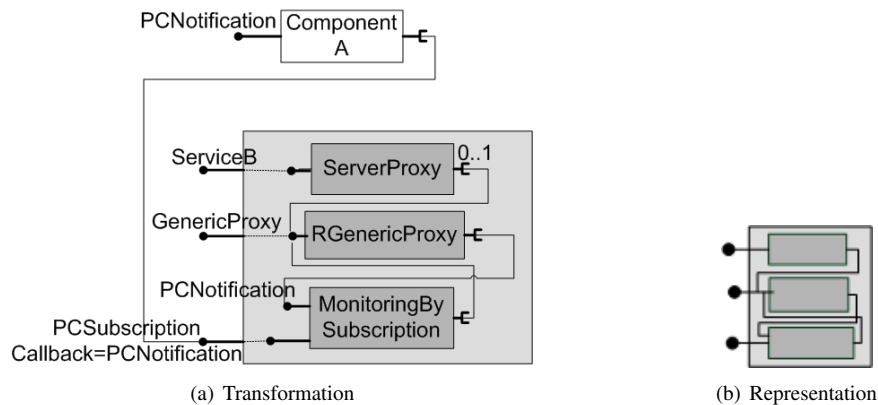 PCNotification
Component
A
ServiceB
0..1
ServerProxy
GenericProxy
RGenericProxy
PCNotification
MonitoringBy
Subscription
PCSubscription
Callback=PCNotification
(a) Transformation
(b) Representation